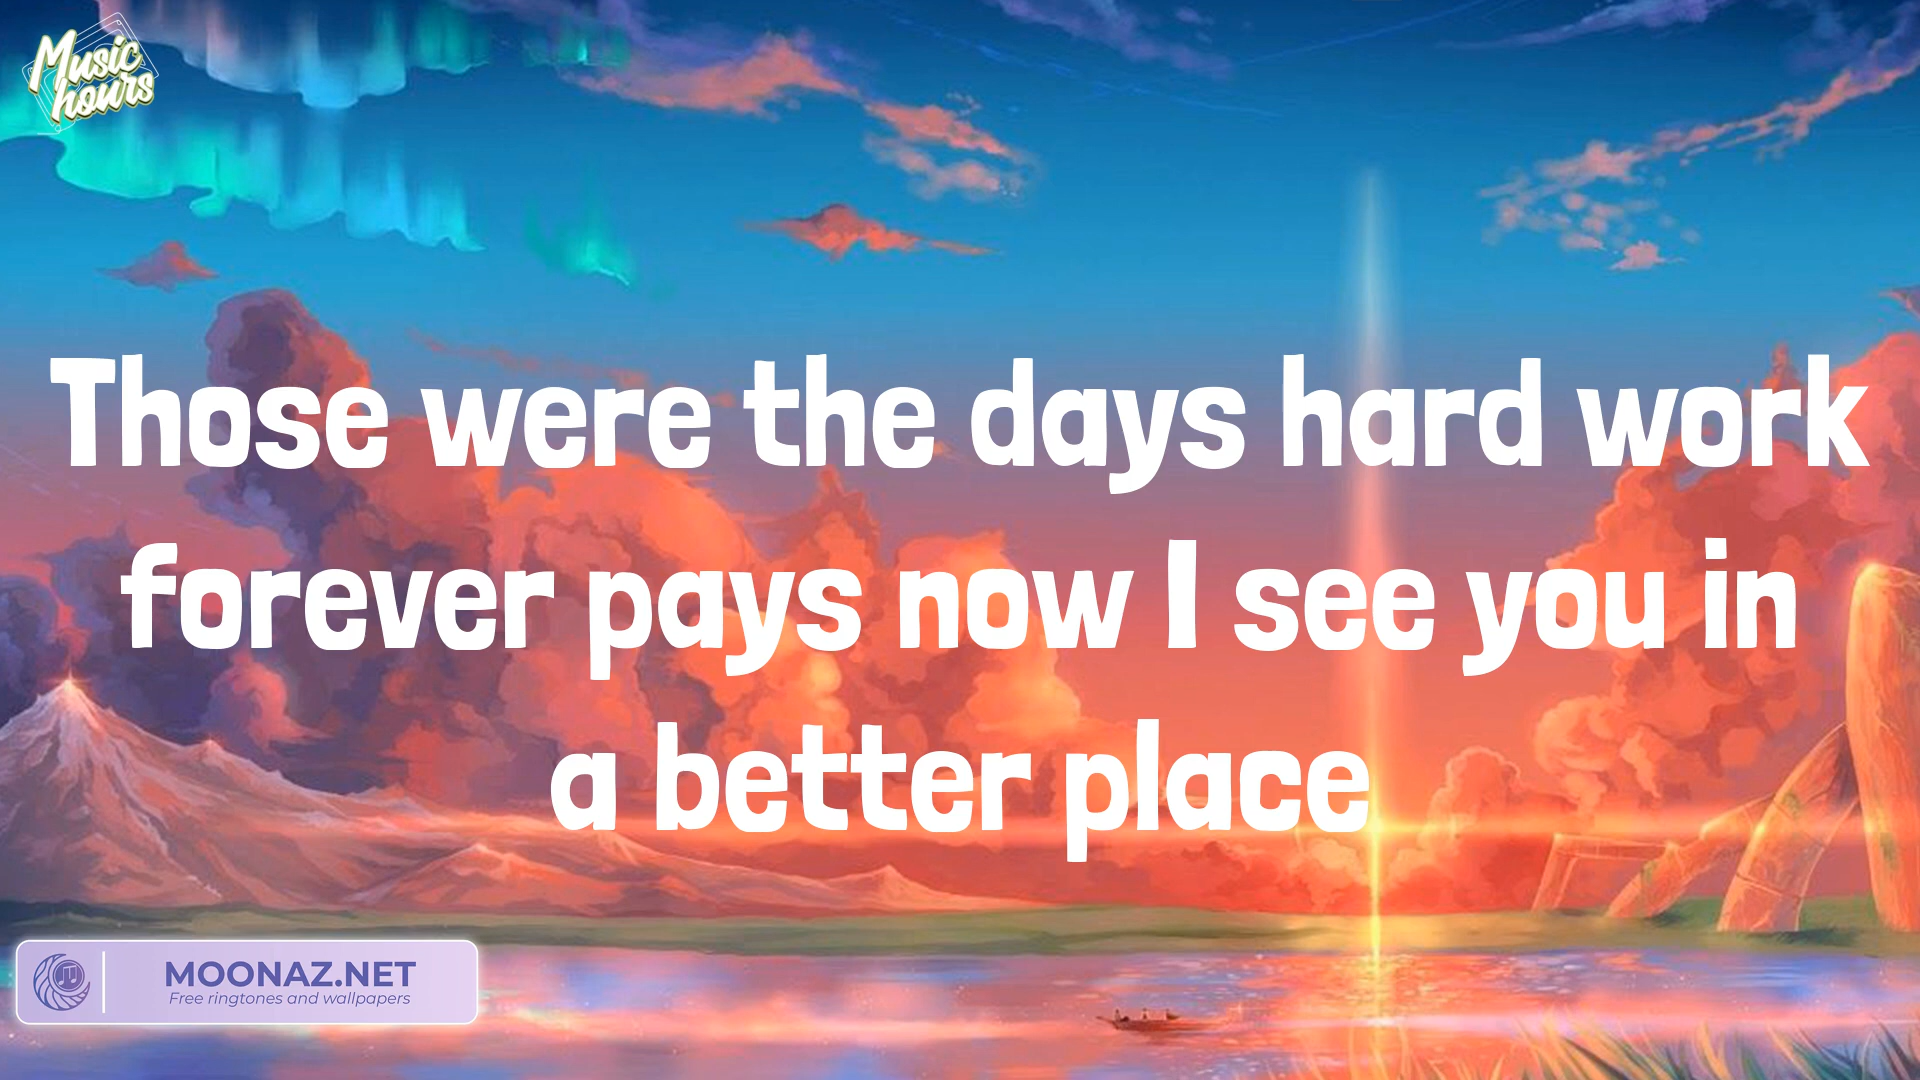 Music
hours
Those were the days hard work
forever pays now I see you in
a better place
MOONAZ.NET
Free ringtones and wallpapers